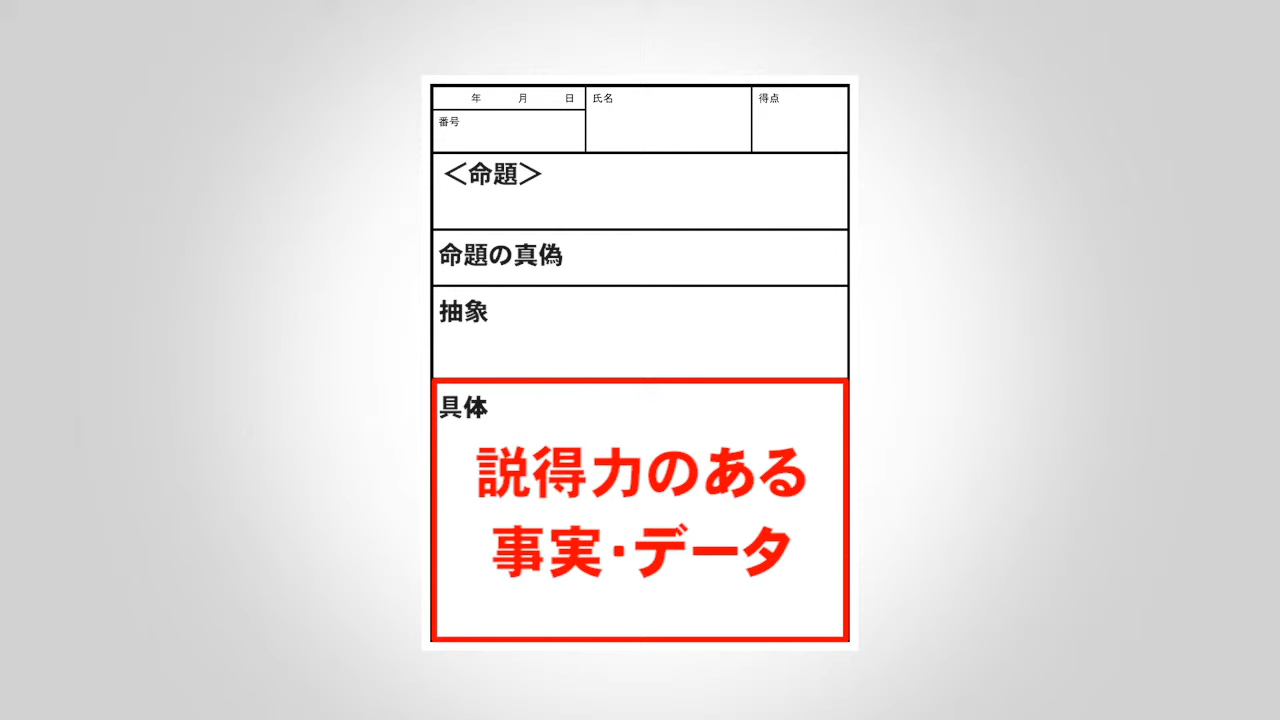 年 月 日
氏名
得点
番号
＜命題＞
命題の真偽
抽象
具体
説得力のある
事実・データ